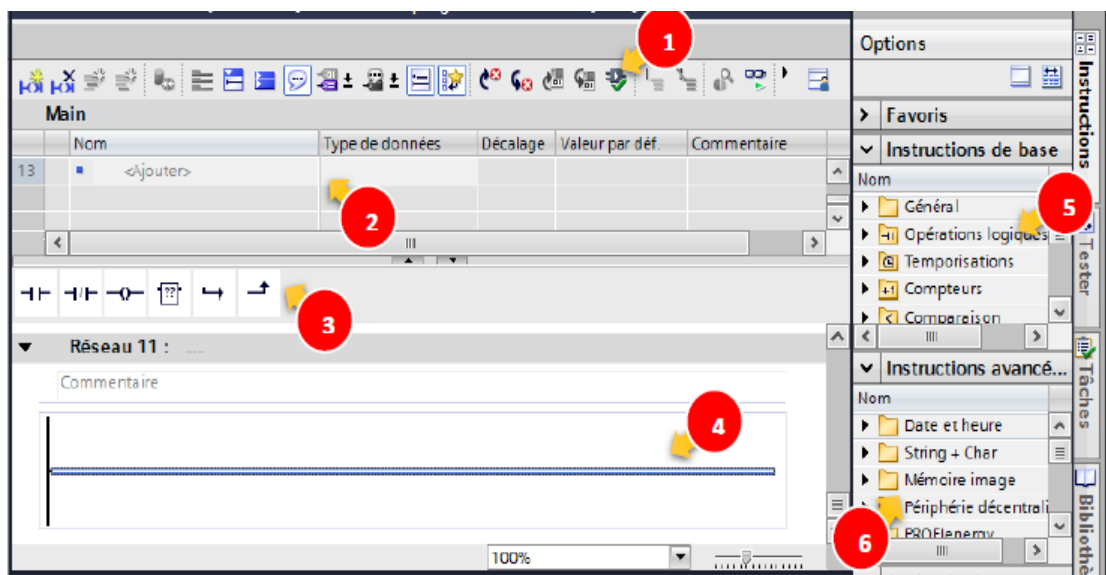 1
Main
Nom Type de données Décalage Valeur par déf. Commentaire
13 <Ajouter>
2
3
Réseau 11 : .....
Commentaire
4
100%
Options
Favoris
Instructions de base
Nom
Général
5
Opérations logiques
Temporisations
Compteurs
Comparaison
Instructions avancé...
Nom
Date et heure
String + Char
Mémoire image
Périphérie décentrali
PROFIenergy
6
Instructions
Tester
Tâches
Bibliothè